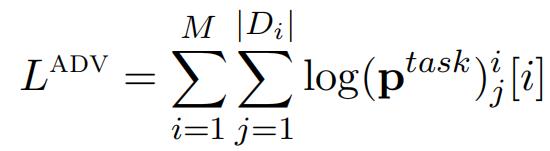 L^{ADV} = \sum_{i=1}^{M} \sum_{j=1}^{|D_i|} \log(\mathbf{p}^{task})_j^i[i]